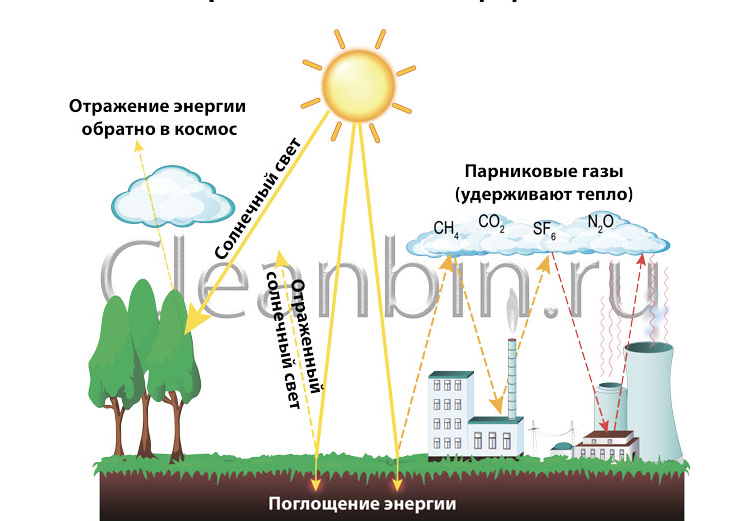 Отражение энергии
обратно в космос
Солнечный свет
Отраженный
солнечный свет
Парниковые газы
(удерживают тепло)
CH₄ CO₂ SF₆ N₂O
Cleanbin.ru
Поглощение энергии